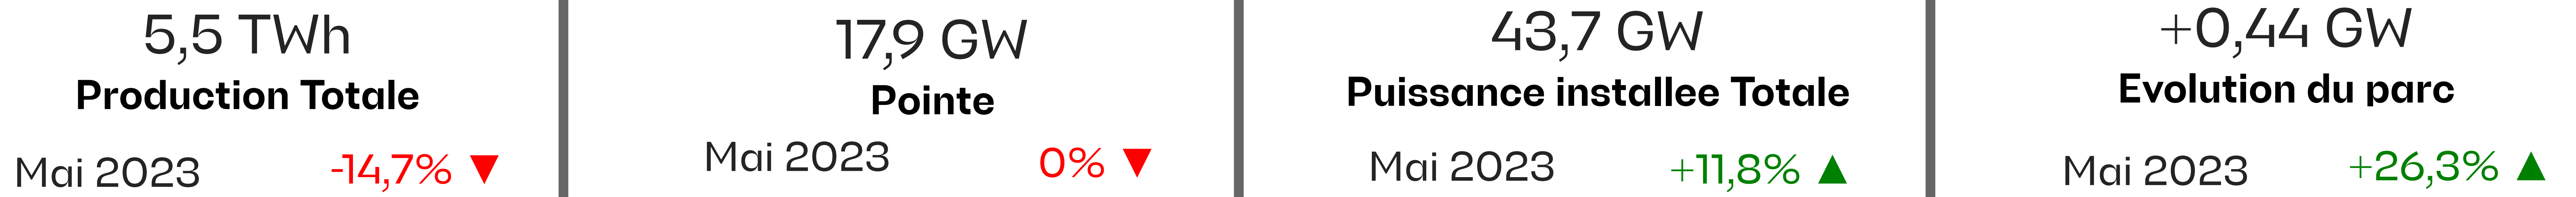 5,5 TWh
Production Totale
Mai 2023 -14,7% ▼
17,9 GW
Pointe
Mai 2023 0% ▼
43,7 GW
Puissance installee Totale
Mai 2023 +11,8% ▲
+0,44 GW
Evolution du parc
Mai 2023 +26,3% ▲